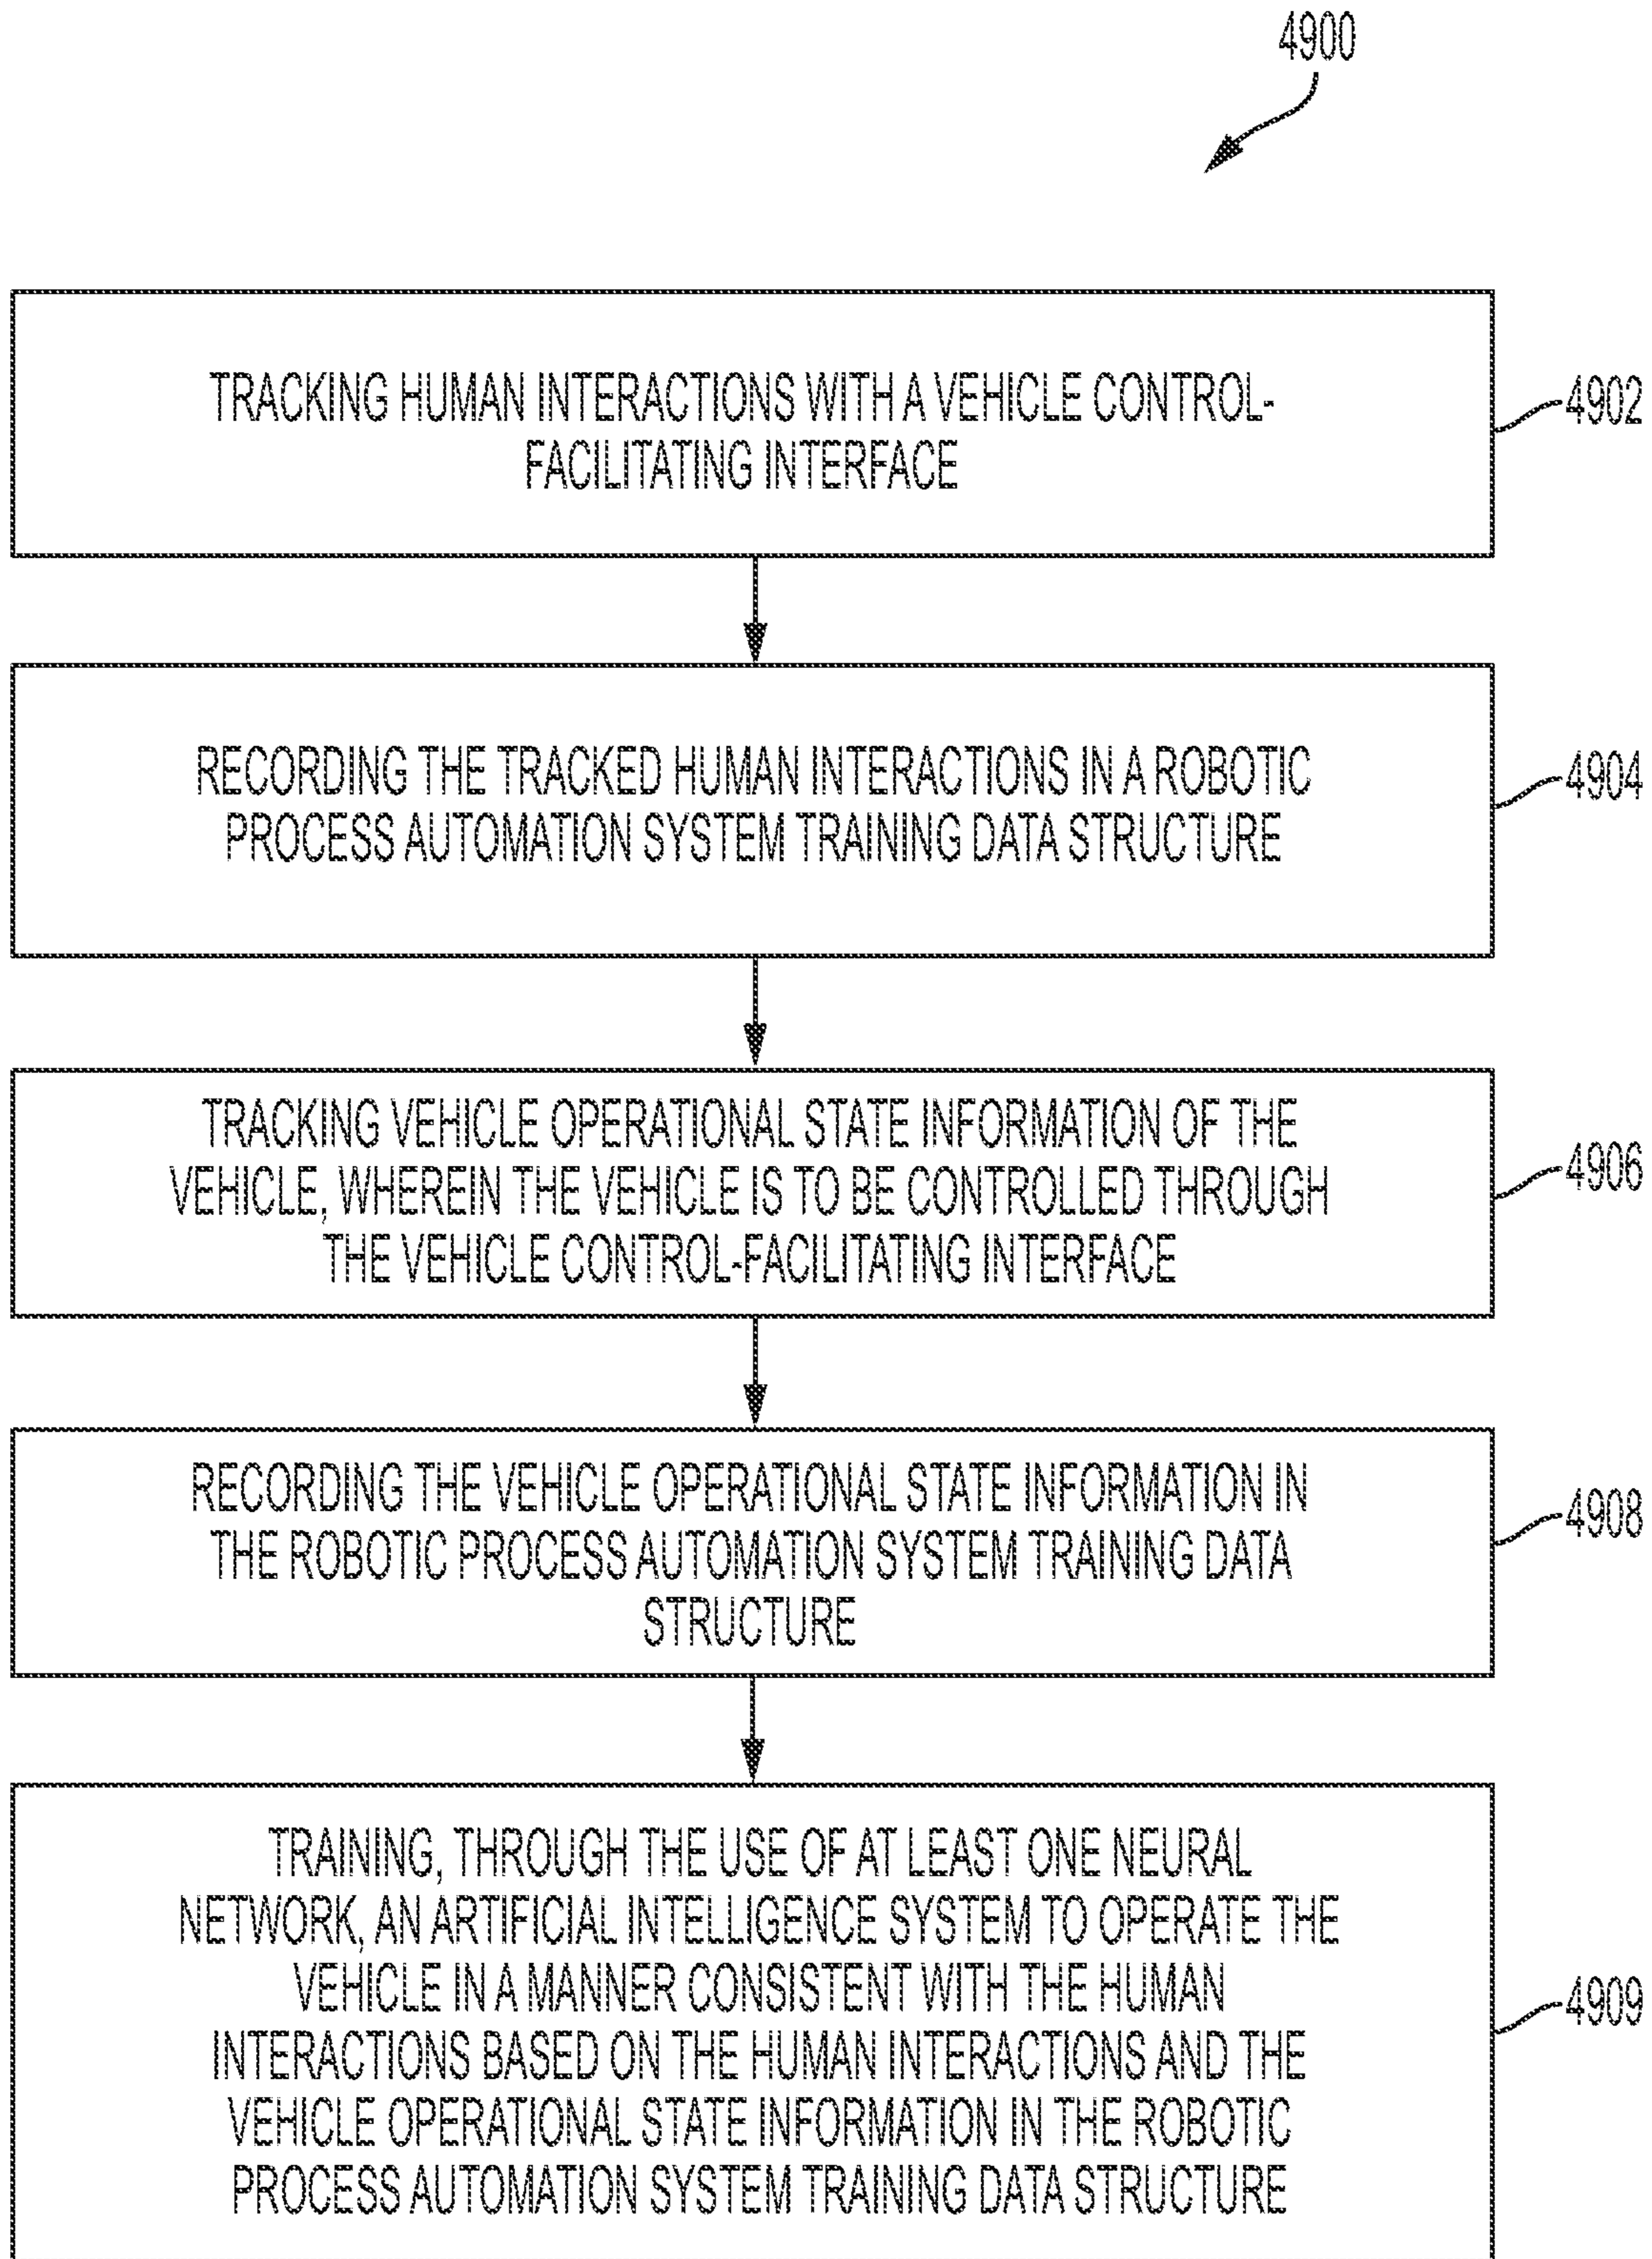 4900
TRACKING HUMAN INTERACTIONS WITH A VEHICLE CONTROL-
FACILITATING INTERFACE
4902
RECORDING THE TRACKED HUMAN INTERACTIONS IN A ROBOTIC
PROCESS AUTOMATION SYSTEM TRAINING DATA STRUCTURE
4904
TRACKING VEHICLE OPERATIONAL STATE INFORMATION OF THE
VEHICLE, WHEREIN THE VEHICLE IS TO BE CONTROLLED THROUGH
THE VEHICLE CONTROL-FACILITATING INTERFACE
4906
RECORDING THE VEHICLE OPERATIONAL STATE INFORMATION IN
THE ROBOTIC PROCESS AUTOMATION SYSTEM TRAINING DATA
STRUCTURE
4908
TRAINING, THROUGH THE USE OF AT LEAST ONE NEURAL
NETWORK, AN ARTIFICIAL INTELLIGENCE SYSTEM TO OPERATE THE
VEHICLE IN A MANNER CONSISTENT WITH THE HUMAN
INTERACTIONS BASED ON THE HUMAN INTERACTIONS AND THE
VEHICLE OPERATIONAL STATE INFORMATION IN THE ROBOTIC
PROCESS AUTOMATION SYSTEM TRAINING DATA STRUCTURE
4909